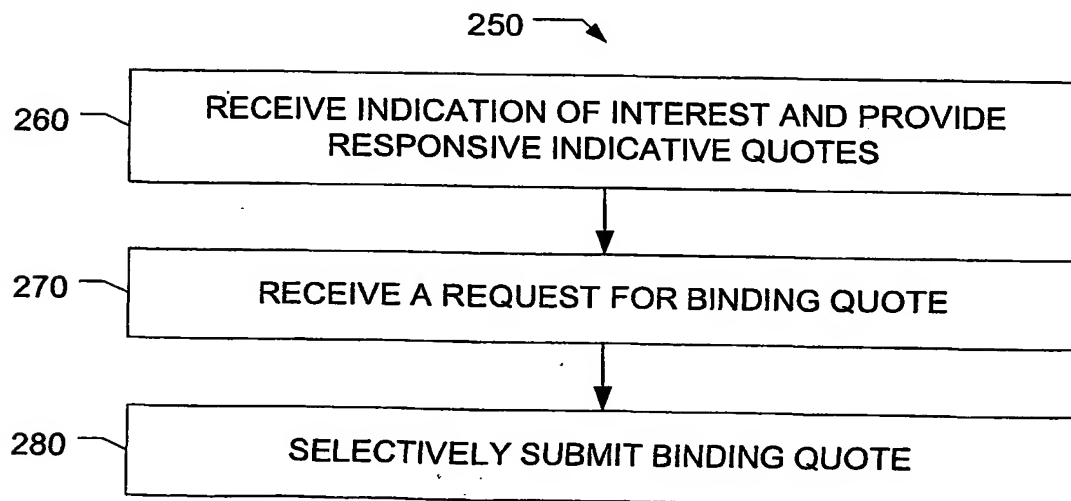 250
260
RECEIVE INDICATION OF INTEREST AND PROVIDE
RESPONSIVE INDICATIVE QUOTES
270
RECEIVE A REQUEST FOR BINDING QUOTE
280
SELECTIVELY SUBMIT BINDING QUOTE